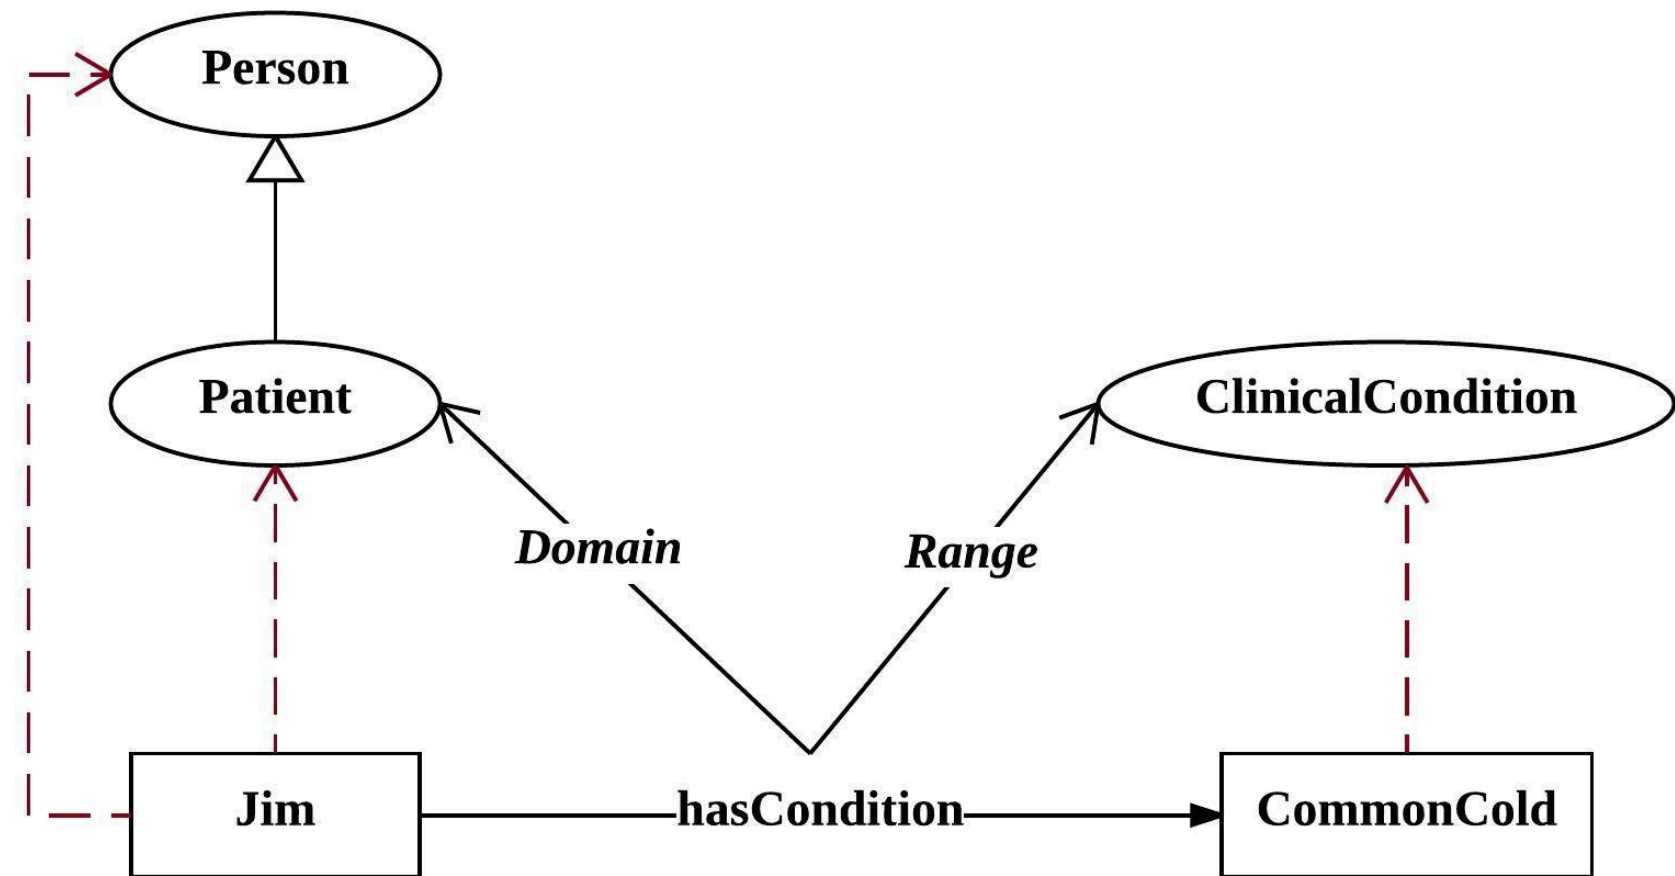 Person
Patient
ClinicalCondition
Domain
Range
Jim
hasCondition
CommonCold